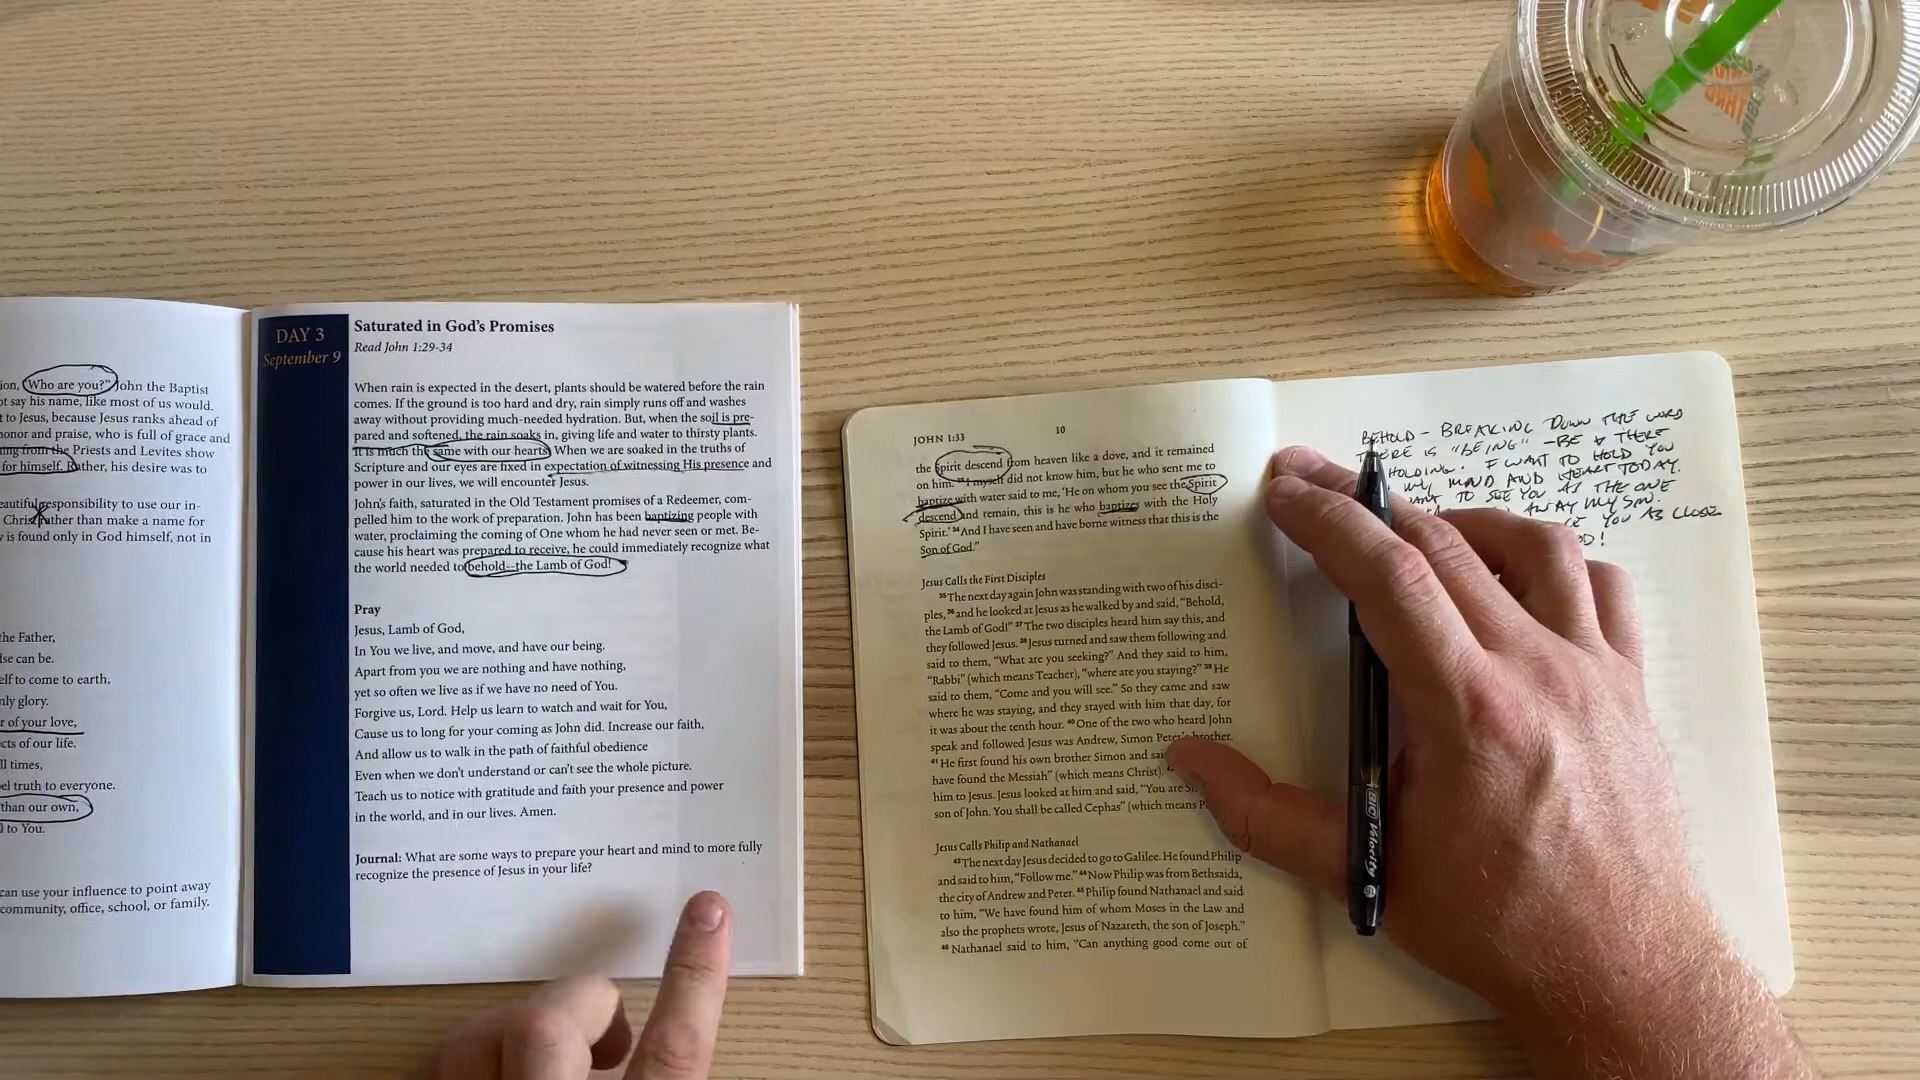 ion, "Who are you?" John the Baptist
ot say his name, like most of us would.
t to Jesus, because Jesus ranks ahead of
honor and praise, who is full of grace and
ing from the Priests and Levites show
for himself. Rather, his desire was to
beautiful responsibility to use our in-
Christ rather than make a name for
is found only in God himself, not in
the Father,
lse can be.
elf to come to earth,
nly glory.
r of your love,
cts of our life.
ll times,
el truth to everyone.
than our own,
l to You.
can use your influence to point away
community, office, school, or family.
DAY 3
September 9
Saturated in God's Promises
Read John 1:29-34
When rain is expected in the desert, plants should be watered before the rain
comes. If the ground is too hard and dry, rain simply runs off and washes
away without providing much-needed hydration. But, when the soil is pre-
pared and softened, the rain soaks in, giving life and water to thirsty plants.
It is much the same with our hearts. When we are soaked in the truths of
Scripture and our eyes are fixed in expectation of witnessing His presence and
power in our lives, we will encounter Jesus.
John's faith, saturated in the Old Testament promises of a Redeemer, com-
pelled him to the work of preparation. John has been baptizing people with
water, proclaiming the coming of One whom he had never seen or met. Be-
cause his heart was prepared to receive, he could immediately recognize what
the world needed to behold--the Lamb of God!
Pray
Jesus, Lamb of God,
In You we live, and move, and have our being.
Apart from you we are nothing and have nothing,
yet so often we live as if we have no need of You.
Forgive us, Lord. Help us learn to watch and wait for You,
Cause us to long for your coming as John did. Increase our faith,
And allow us to walk in the path of faithful obedience
Even when we don't understand or can't see the whole picture.
Teach us to notice with gratitude and faith your presence and power
in the world, and in our lives. Amen.
Journal: What are some ways to prepare your heart and mind to more fully
recognize the presence of Jesus in your life?
JOHN 1:33 10
the Spirit descend from heaven like a dove, and it remained
on him. 33 I myself did not know him, but he who sent me to
baptize with water said to me, 'He on whom you see the Spirit
descend and remain, this is he who baptizes with the Holy
Spirit.' 34 And I have seen and have borne witness that this is the
Son of God."
Jesus Calls the First Disciples
35 The next day again John was standing with two of his disci-
ples, 36 and he looked at Jesus as he walked by and said, "Behold,
the Lamb of God!" 37 The two disciples heard him say this, and
they followed Jesus. 38 Jesus turned and saw them following and
said to them, "What are you seeking?" And they said to him,
"Rabbi" (which means Teacher), "where are you staying?" 39 He
said to them, "Come and you will see." So they came and saw
where he was staying, and they stayed with him that day, for
it was about the tenth hour. 40 One of the two who heard John
speak and followed Jesus was Andrew, Simon Peter's brother.
41 He first found his own brother Simon and sai
have found the Messiah" (which means Christ).
him to Jesus. Jesus looked at him and said, "You are Si
son of John. You shall be called Cephas" (which means P
Jesus Calls Philip and Nathanael
43 The next day Jesus decided to go to Galilee. He found Philip
and said to him, "Follow me." 44 Now Philip was from Bethsaida,
the city of Andrew and Peter. 45 Philip found Nathanael and said
to him, "We have found him of whom Moses in the Law and
also the prophets wrote, Jesus of Nazareth, the son of Joseph."
46 Nathanael said to him, "Can anything good come out of
BEHOLD - BREAKING DOWN THE WORD
THERE IS "BEING" - BE & THERE
HOLDING. I WANT TO HOLD YOU
MY MIND AND HEART TODAY.
WANT TO SEE YOU AS THE ONE
AWAY MY SIN.
YOU AS CLOSE
OD!
BIC Velocity